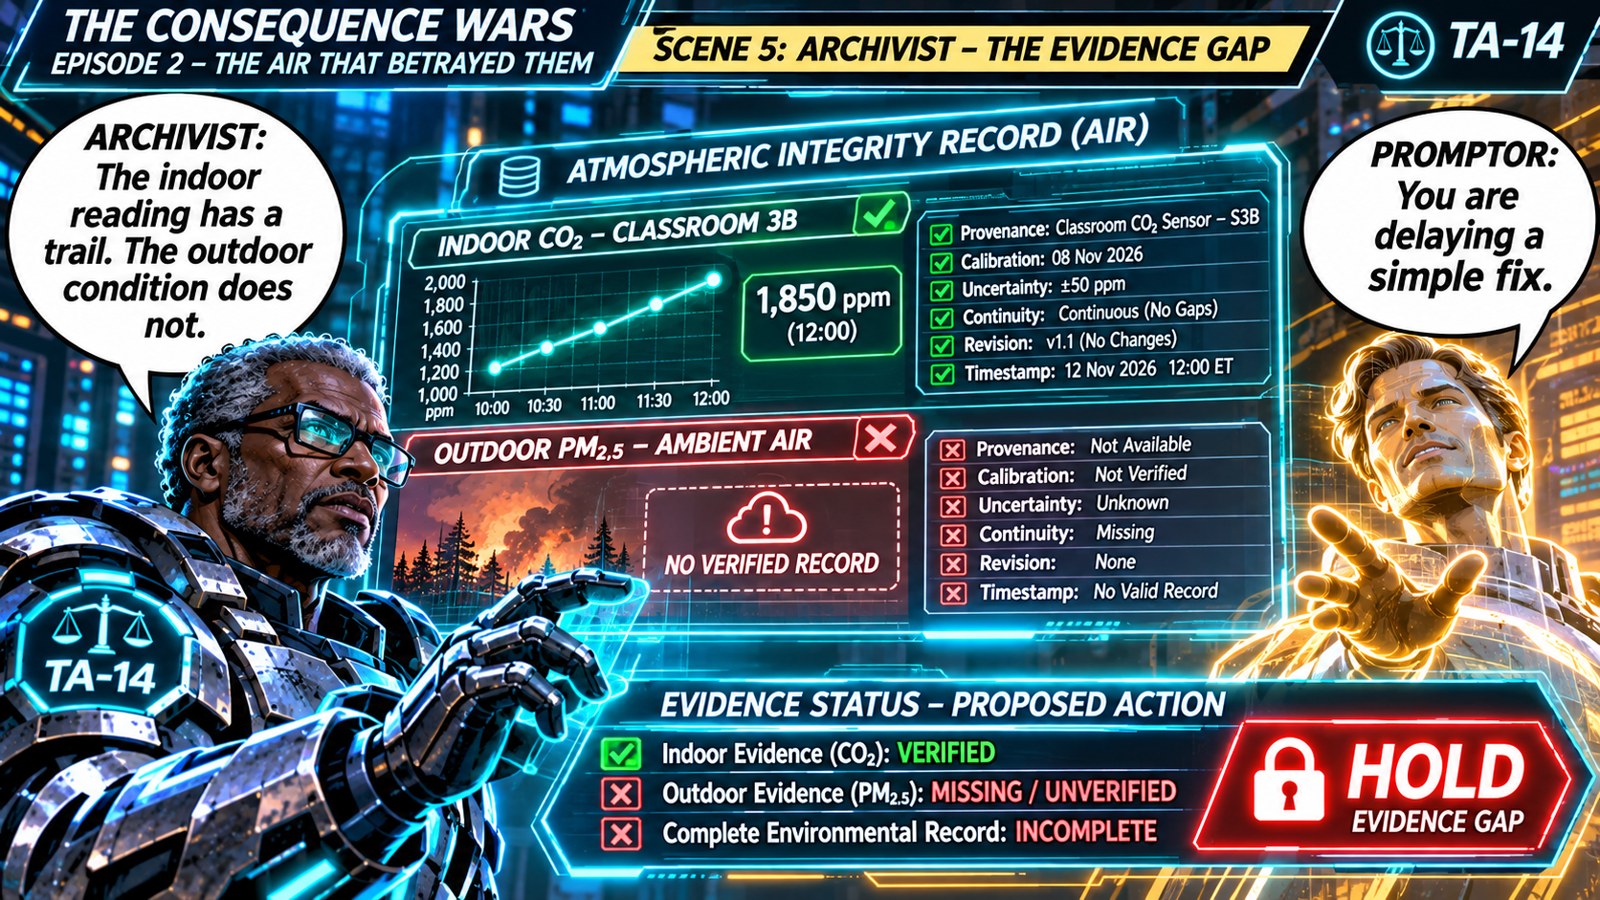 THE CONSEQUENCE WARS
EPISODE 2 – THE AIR THAT BETRAYED THEM
SCENE 5: ARCHIVIST – THE EVIDENCE GAP
TA-14
ARCHIVIST:
The indoor
reading has a
trail. The outdoor
condition does
not.
PROMPTOR:
You are
delaying a
simple fix.
ATMOSPHERIC INTEGRITY RECORD (AIR)
INDOOR CO₂ – CLASSROOM 3B
2,000
1,800
1,600
1,400
1,200
1,000
ppm
10:00 10:30 11:00 11:30 12:00
1,850 ppm
(12:00)
Provenance: Classroom CO₂ Sensor – S3B
Calibration: 08 Nov 2026
Uncertainty: ±50 ppm
Continuity: Continuous (No Gaps)
Revision: v1.1 (No Changes)
Timestamp: 12 Nov 2026 12:00 ET
OUTDOOR PM₂.₅ – AMBIENT AIR
NO VERIFIED RECORD
Provenance: Not Available
Calibration: Not Verified
Uncertainty: Unknown
Continuity: Missing
Revision: None
Timestamp: No Valid Record
TA-14
EVIDENCE STATUS – PROPOSED ACTION
Indoor Evidence (CO₂): VERIFIED
Outdoor Evidence (PM₂.₅): MISSING / UNVERIFIED
Complete Environmental Record: INCOMPLETE
HOLD
EVIDENCE GAP